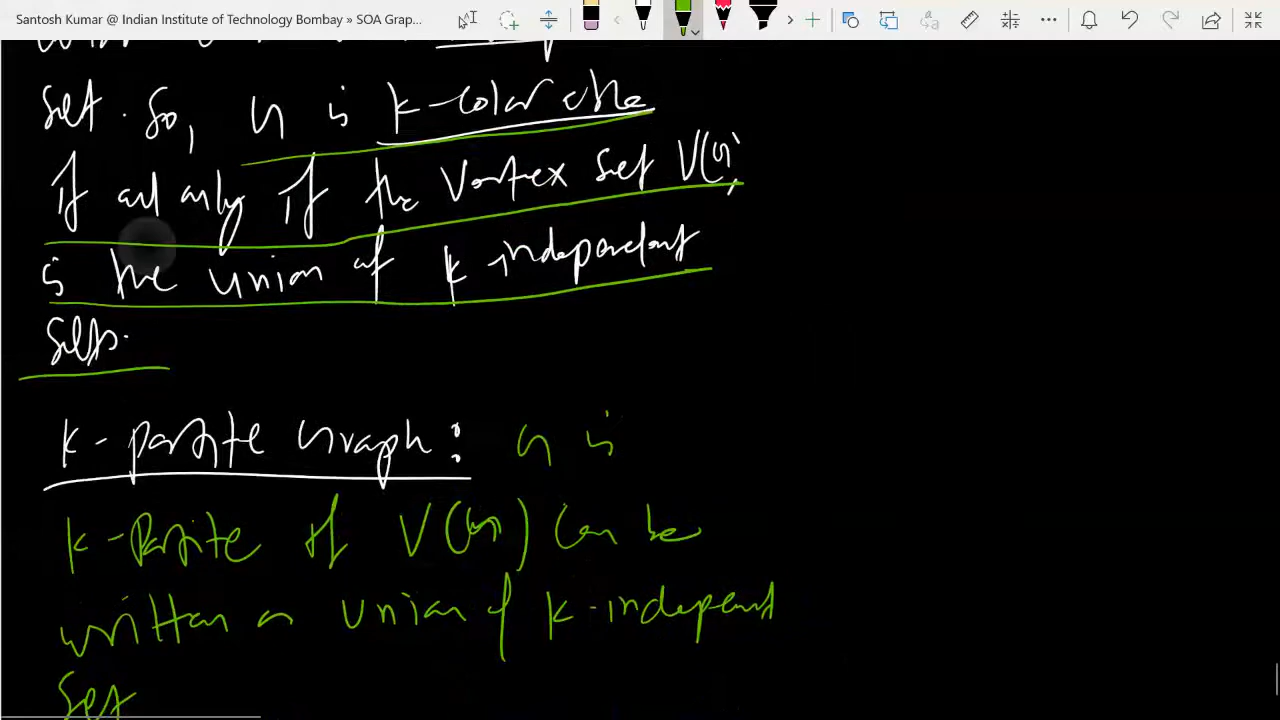 Santosh Kumar @ Indian Institute of Technology Bombay » SOA Grap...
set. So, G is k-colorable
If and only if the Vertex set V(G)
is the union of k independent
sets.
k-partite Graph: G is
k-Partite if V(G) can be
written as union of k-independent
Set